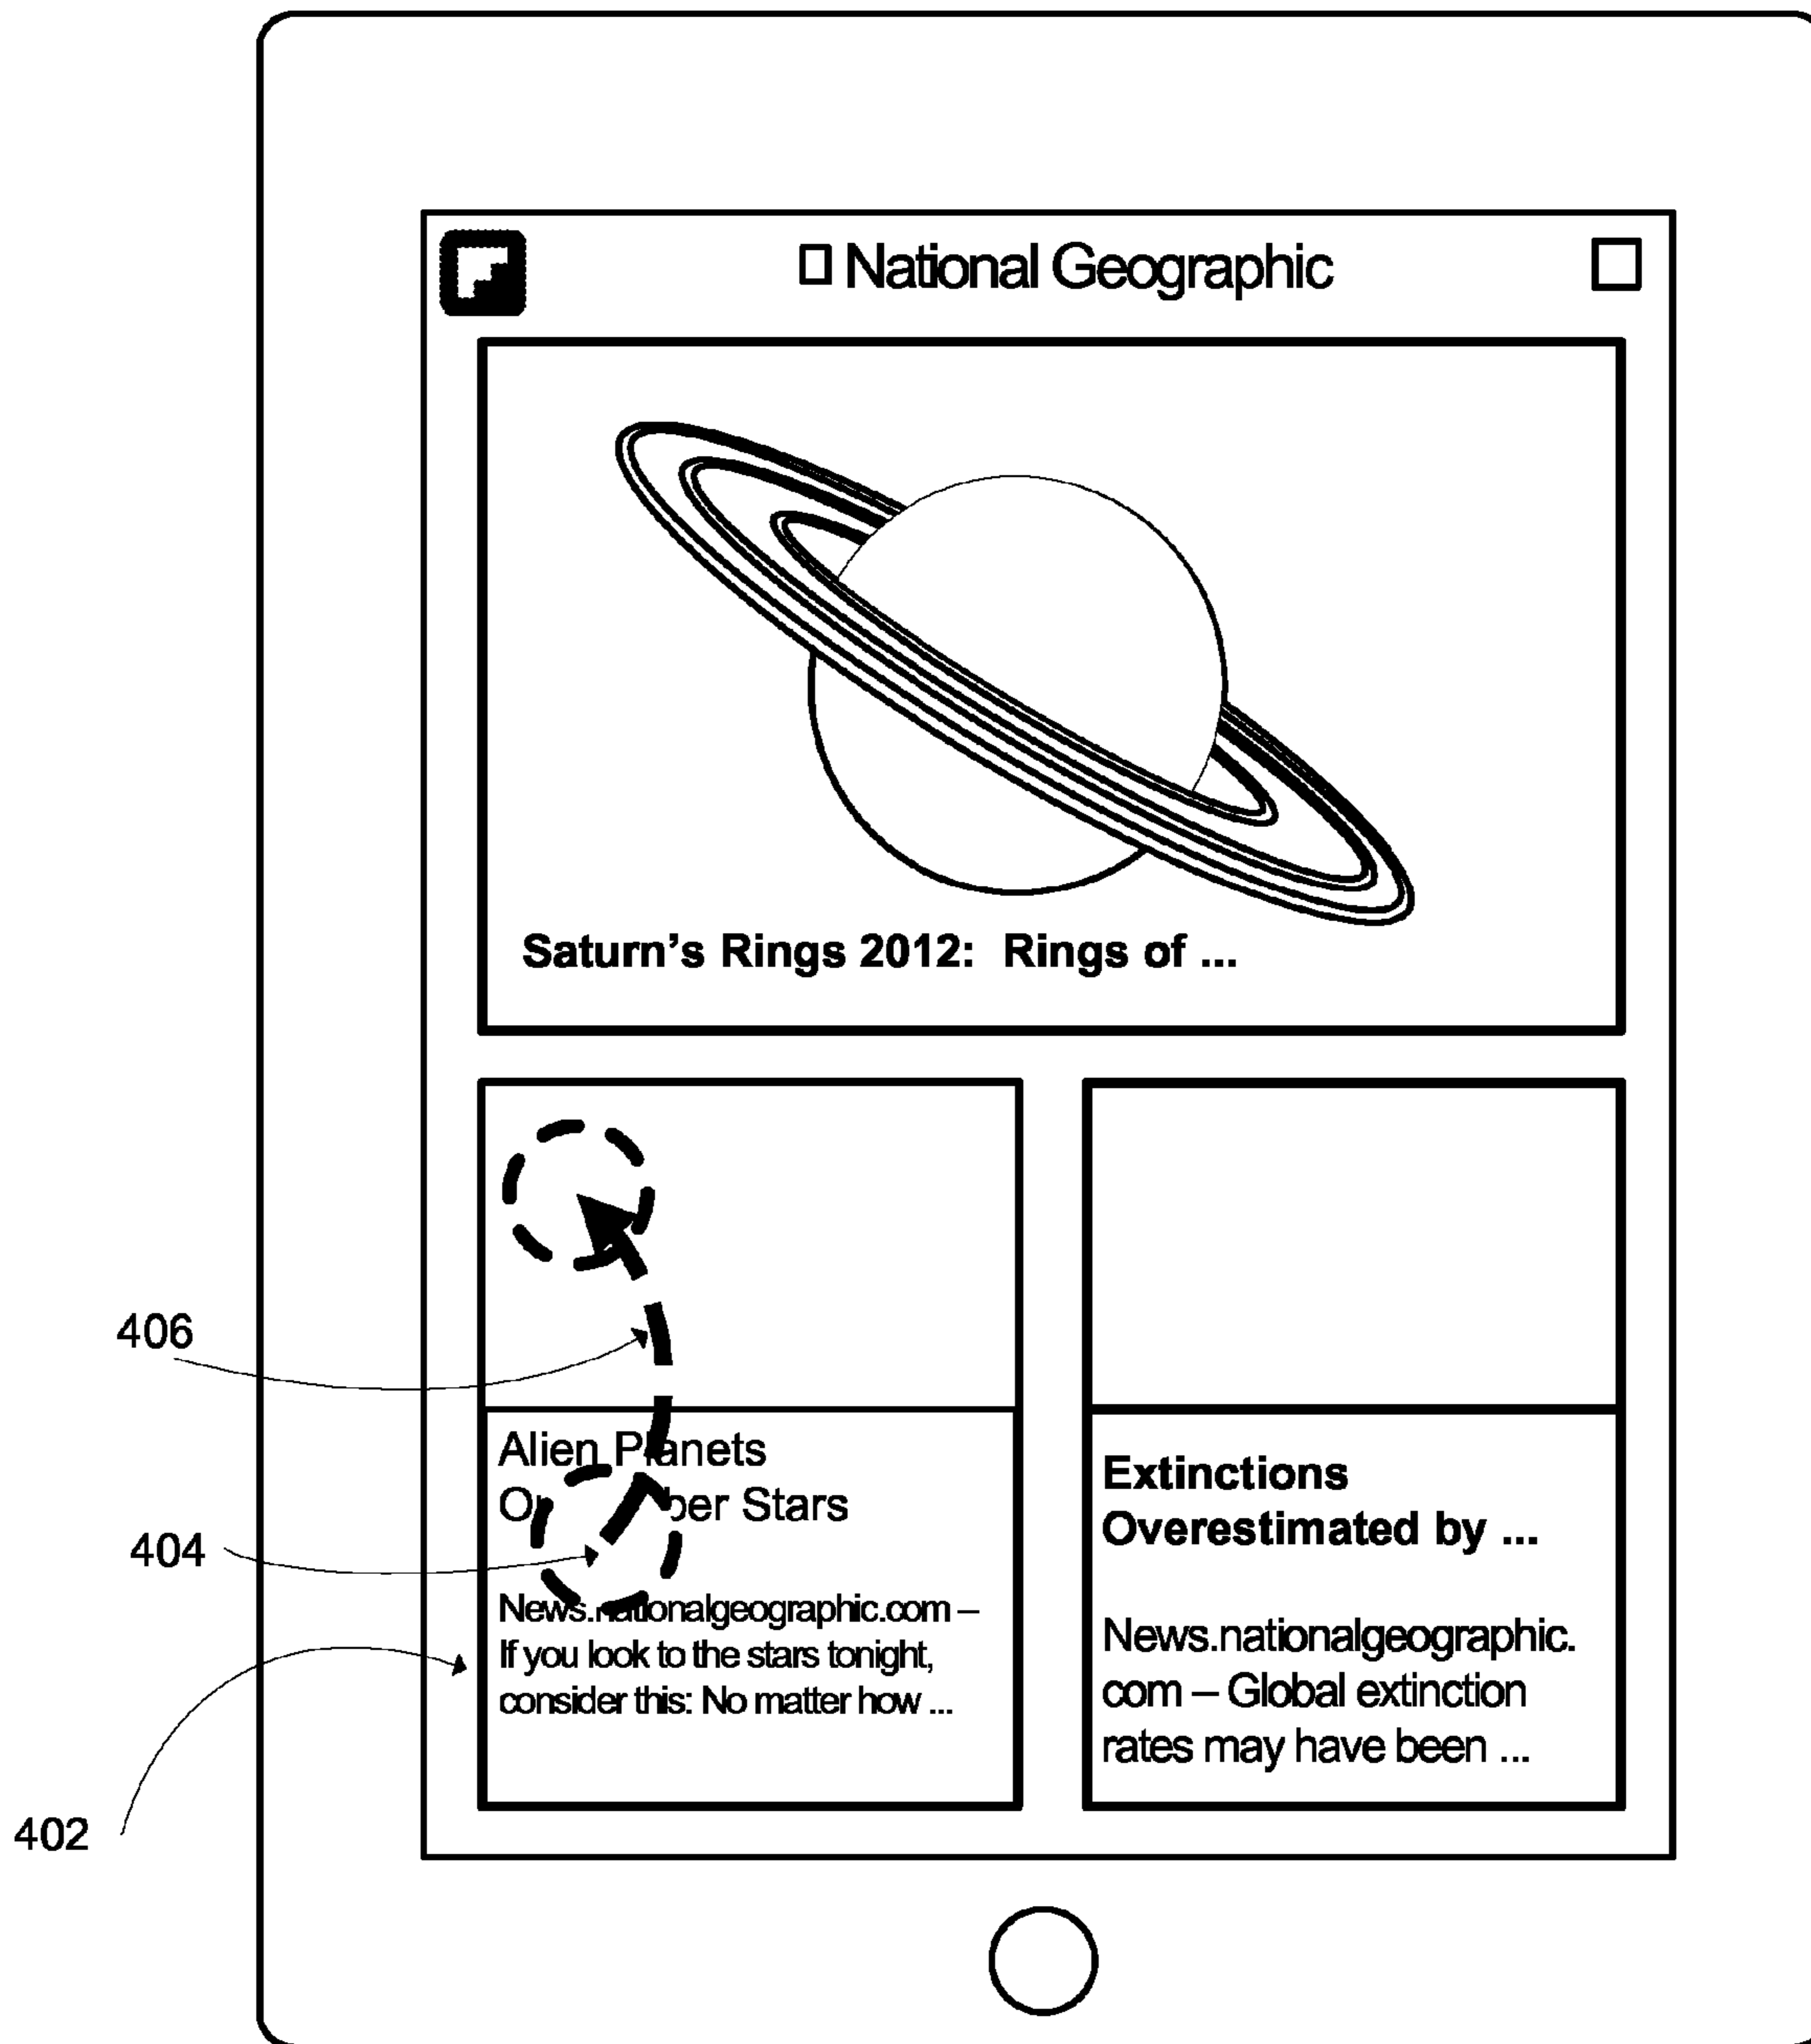 National Geographic
Saturn's Rings 2012: Rings of ...
Alien Planets
Stars
News.nationalgeographic.com –
If you look to the stars tonight,
consider this: No matter how ...
Extinctions
Overestimated by ...
News.nationalgeographic.
com – Global extinction
rates may have been ...
406
404
402